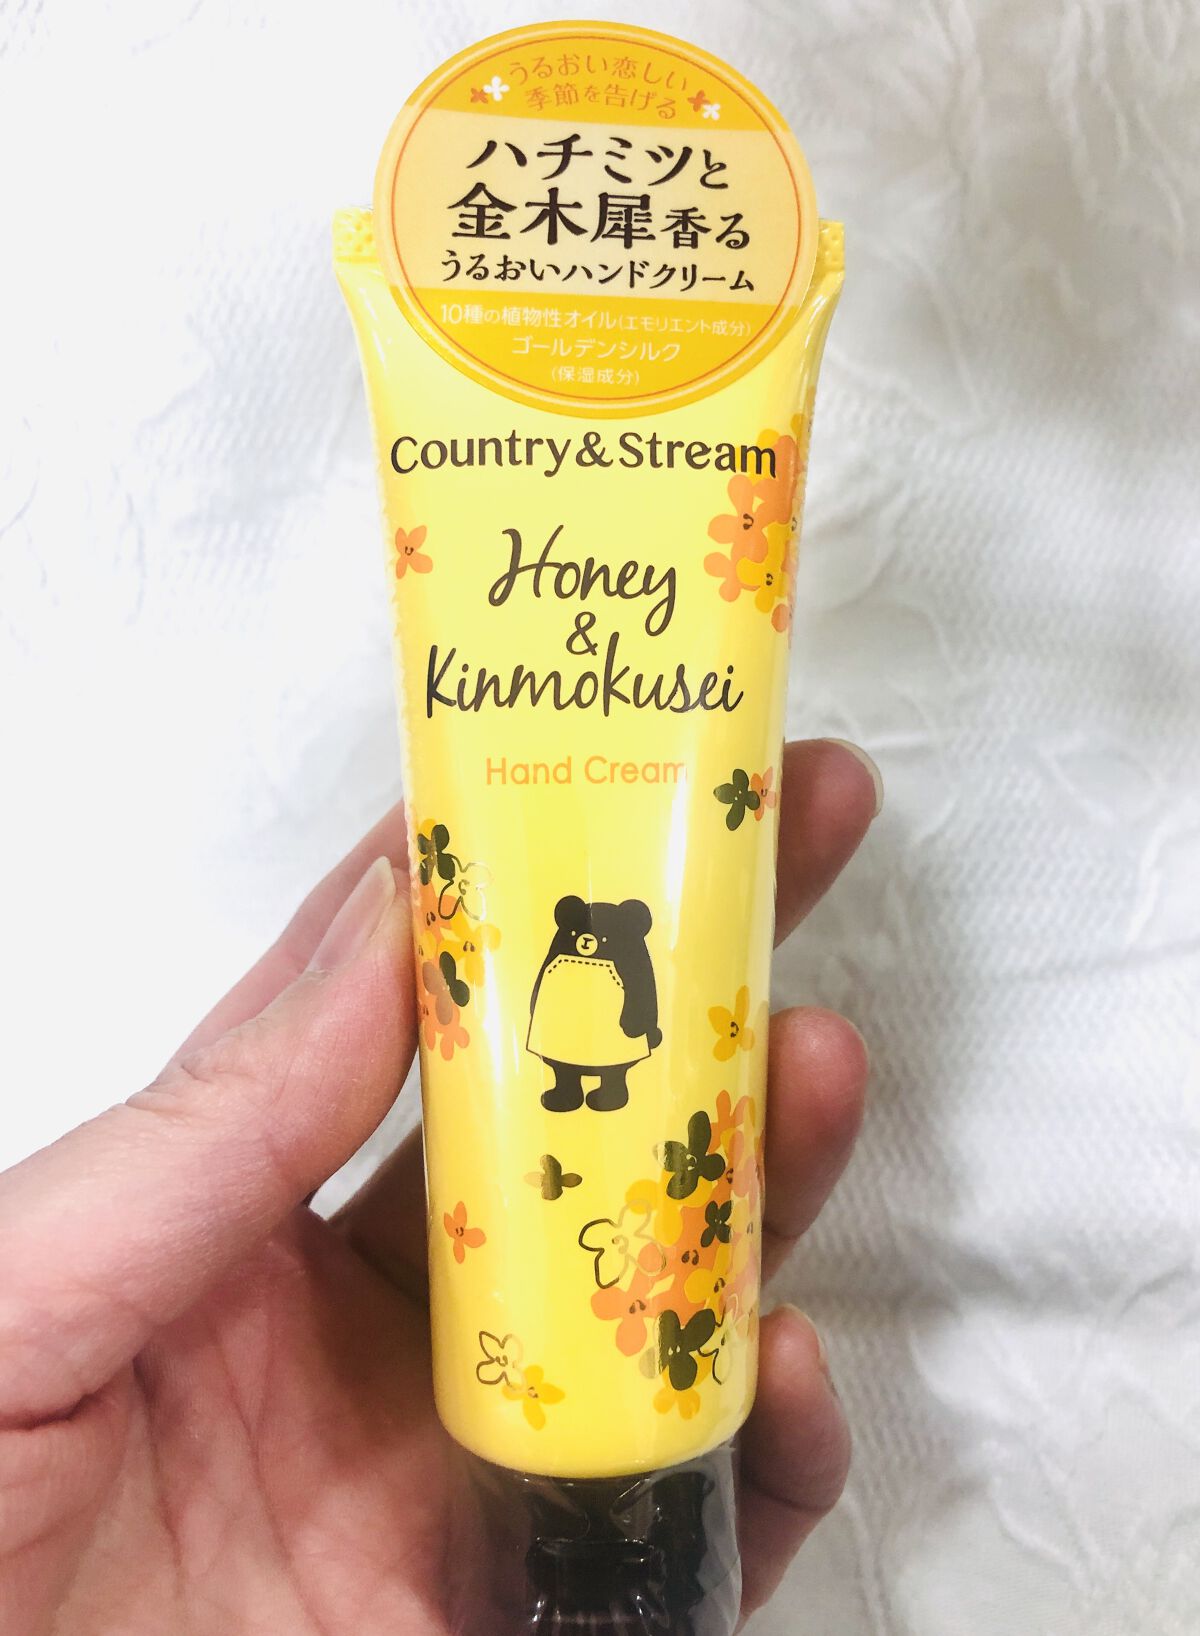 うるおい恋しい
季節を告げる
ハチミツと
金木犀香る
うるおいハンドクリーム
10種の植物性オイル(エモリエント成分)
ゴールデンシルク
(保湿成分)
Country&Stream
Honey
&
Kinmokusei
Hand Cream